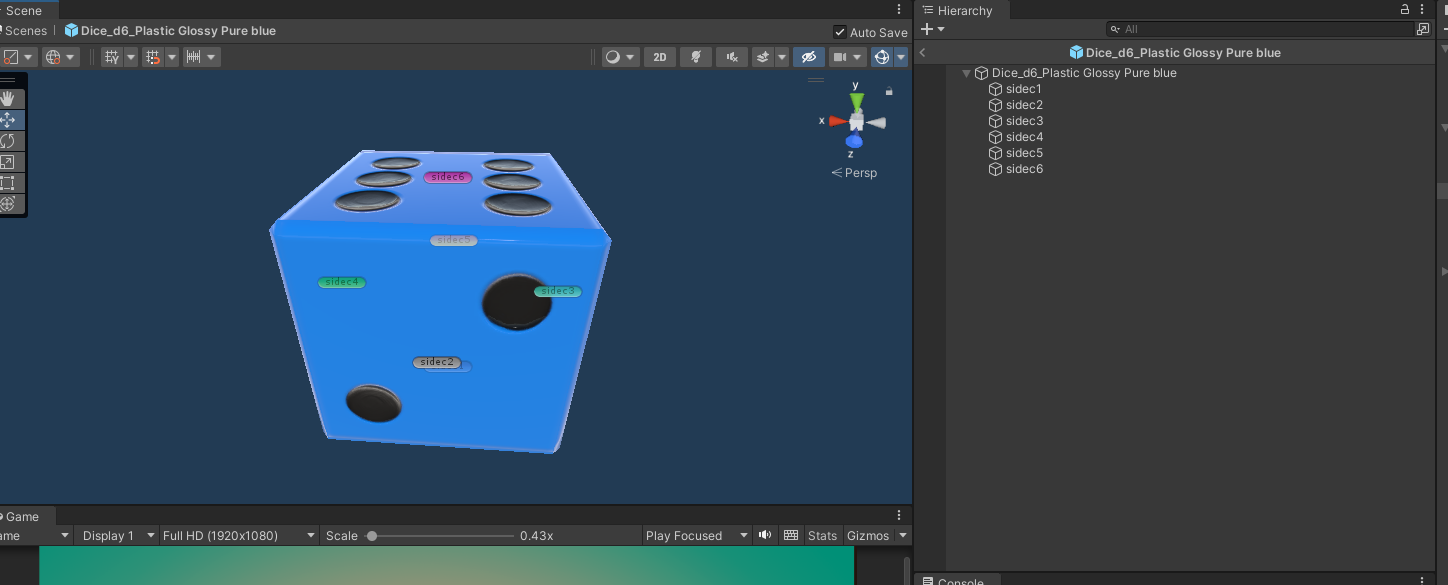 Scene
Scenes Dice_d6_Plastic Glossy Pure blue
Auto Save
2D
y
x
z
Persp
sidec6
sidec5
sidec4
sidec3
sidec2
Game
Display 1 Full HD (1920x1080) Scale 0.43x Play Focused Stats Gizmos
Hierarchy
All
Dice_d6_Plastic Glossy Pure blue
Dice_d6_Plastic Glossy Pure blue
sidec1
sidec2
sidec3
sidec4
sidec5
sidec6
Console